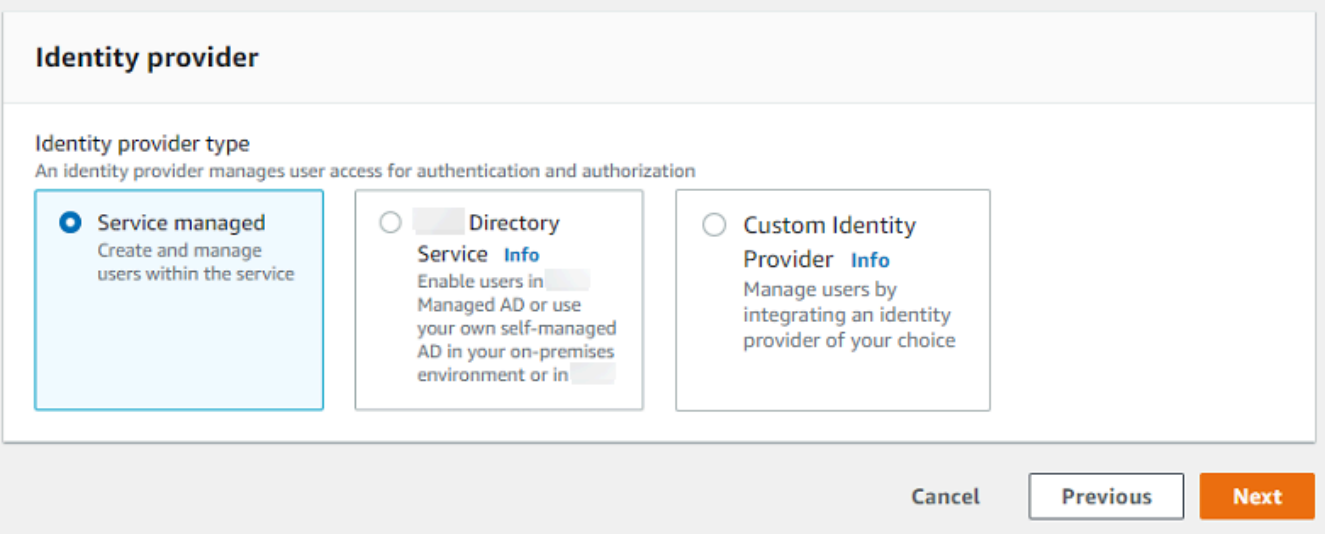 Identity provider
Identity provider type
An identity provider manages user access for authentication and authorization
Service managed
Create and manage
users within the service
Directory
Service Info
Enable users in
Managed AD or use
your own self-managed
AD in your on-premises
environment or in
Custom Identity
Provider Info
Manage users by
integrating an identity
provider of your choice
Cancel
Previous
Next